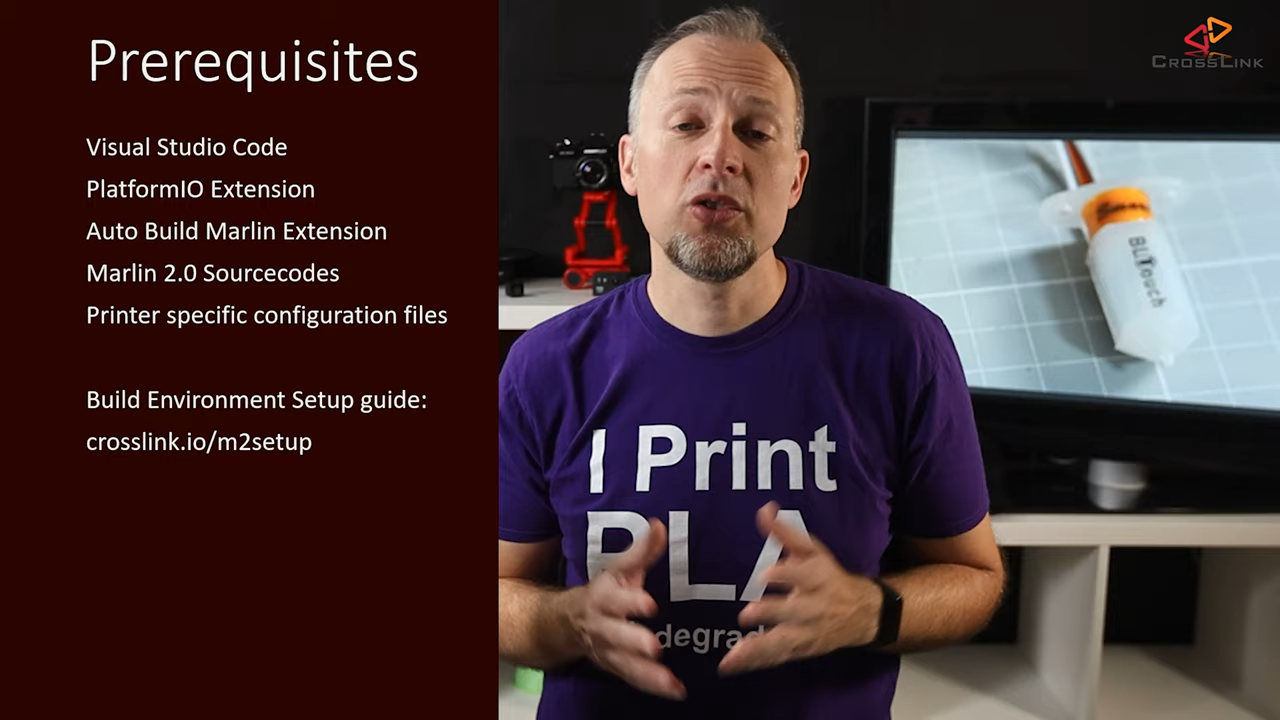 Prerequisites
Visual Studio Code
PlatformIO Extension
Auto Build Marlin Extension
Marlin 2.0 Sourcecodes
Printer specific configuration files
Build Environment Setup guide:
crosslink.io/m2setup
CROSSLINK
BLTouch
I Print
PLA